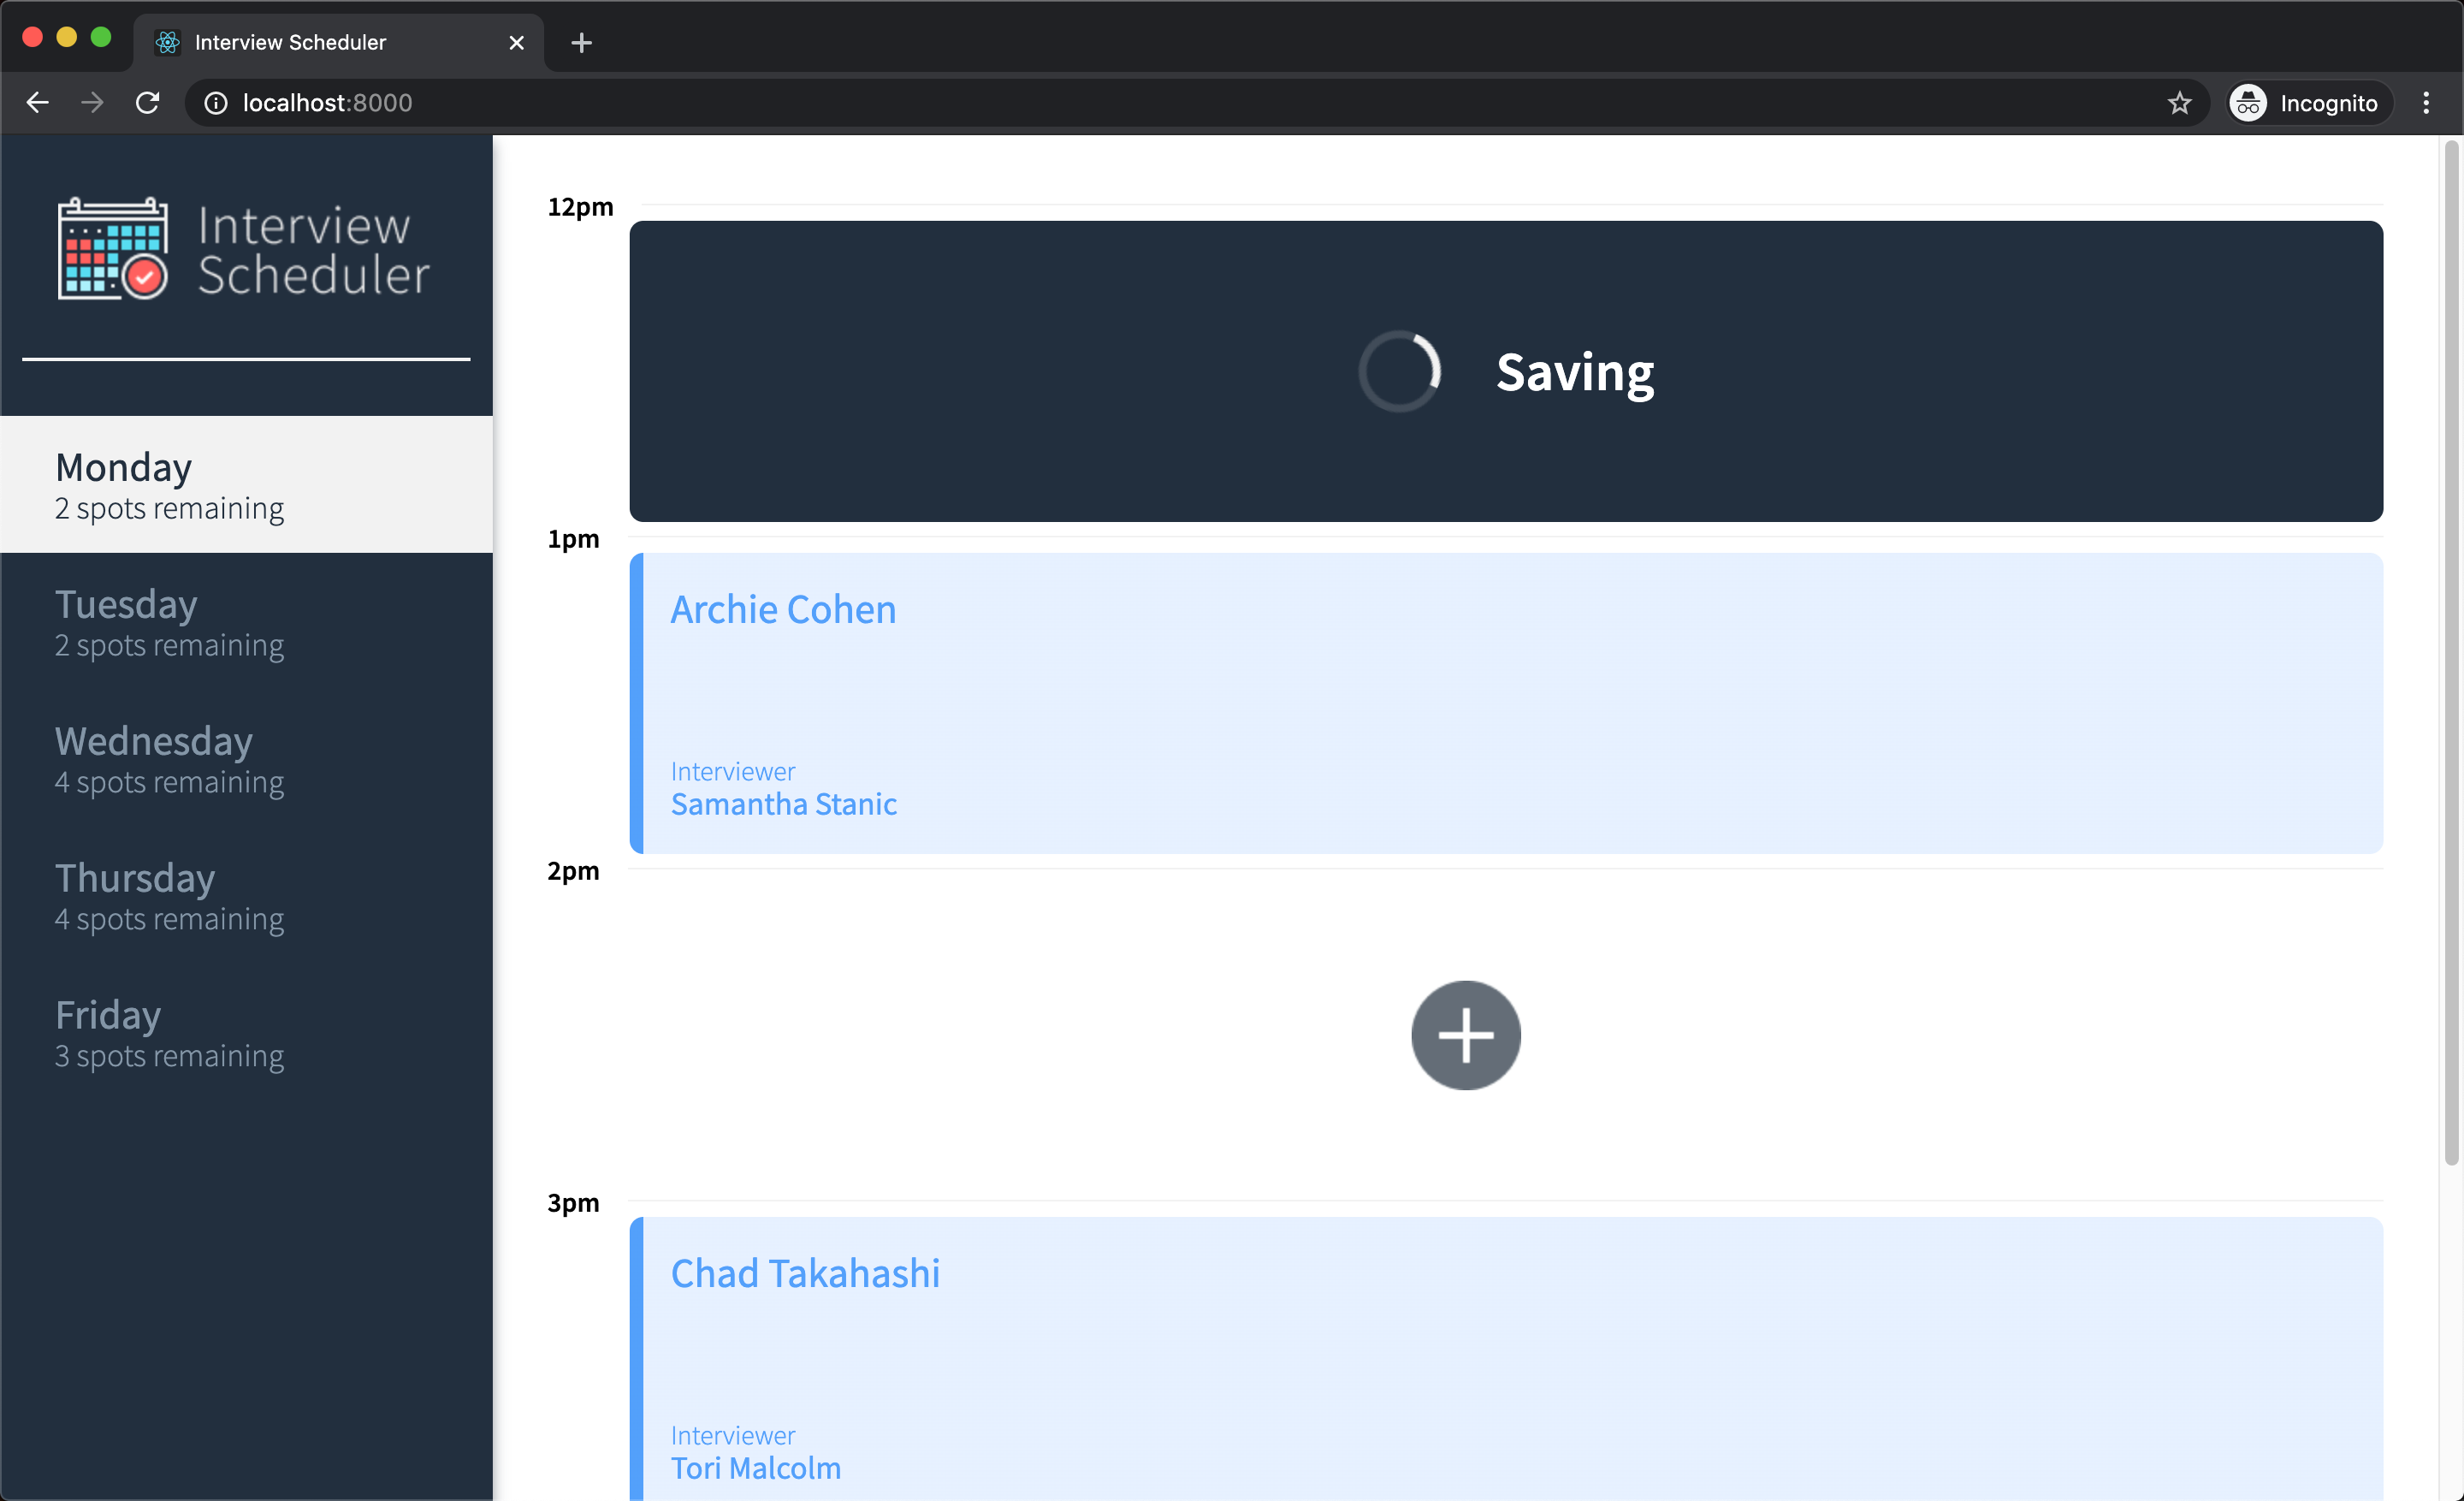 Interview Scheduler
localhost:8000
Incognito
Interview
Scheduler
Monday
2 spots remaining
Tuesday
2 spots remaining
Wednesday
4 spots remaining
Thursday
4 spots remaining
Friday
3 spots remaining
12pm
Saving
1pm
Archie Cohen
Interviewer
Samantha Stanic
2pm
3pm
Chad Takahashi
Interviewer
Tori Malcolm